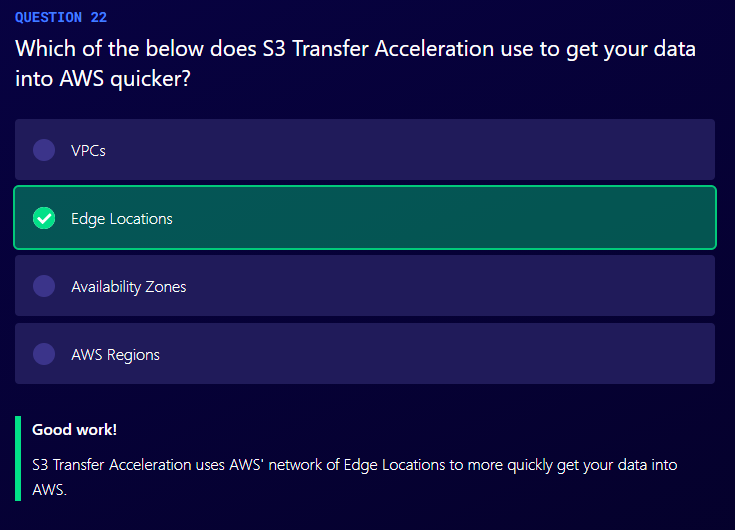 QUESTION 22
Which of the below does S3 Transfer Acceleration use to get your data
into AWS quicker?
VPCs
Edge Locations
Availability Zones
AWS Regions
Good work!
S3 Transfer Acceleration uses AWS' network of Edge Locations to more quickly get your data into
AWS.